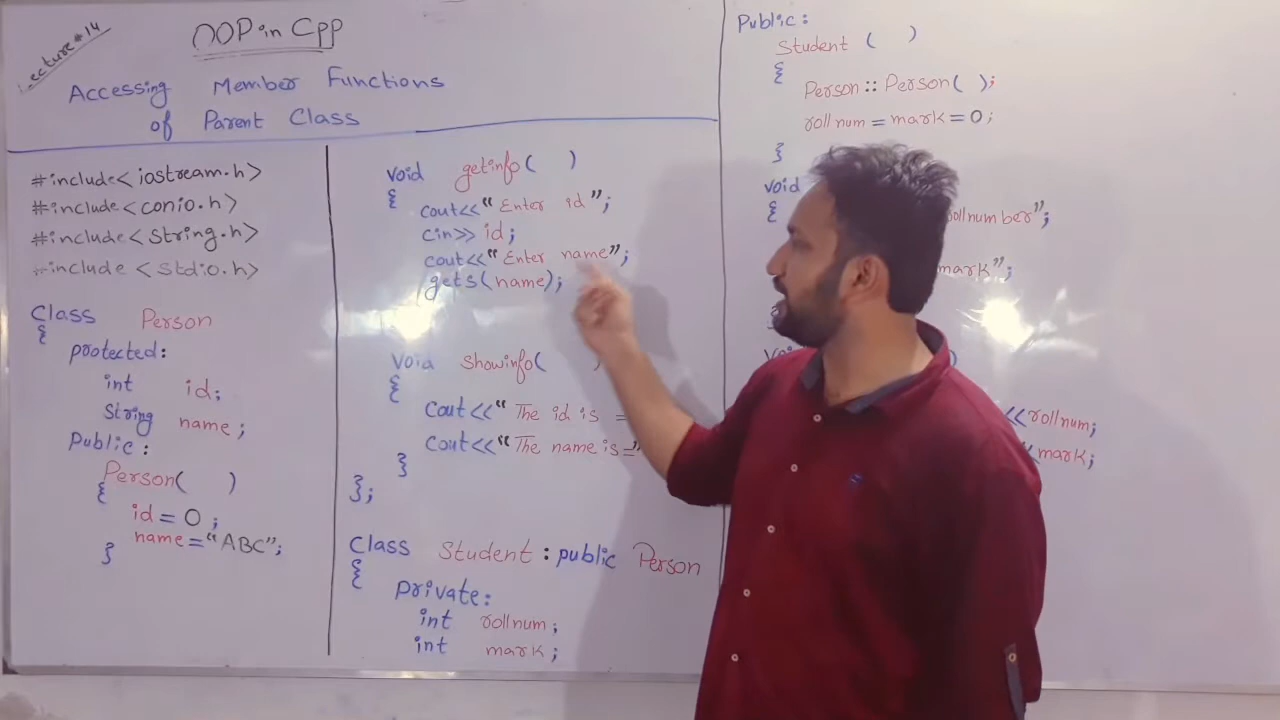 Lecture #14
OOP in Cpp
Accessing Member Functions
of Parent Class
#include<iostream.h>
#include<conio.h>
#include<String.h>
#include<Stdio.h>
Class Person
{
protected:
int id;
String name;
Public:
Person( )
{
id = 0;
name = "ABC";
}
void getinfo( )
{
cout<<"Enter id";
cin>> id;
cout<<"Enter name";
gets(name);
void Showinfo( )
{
Cout<<"The id is =
Cout<<"The name is="
}
};
Class Student : public Person
{
private:
int rollnum;
int mark;
Public:
Student ( )
{
Person :: Person( );
rollnum = mark = 0;
}
void
{
rollnumber";
mark";
)
<<rollnum;
<mark;